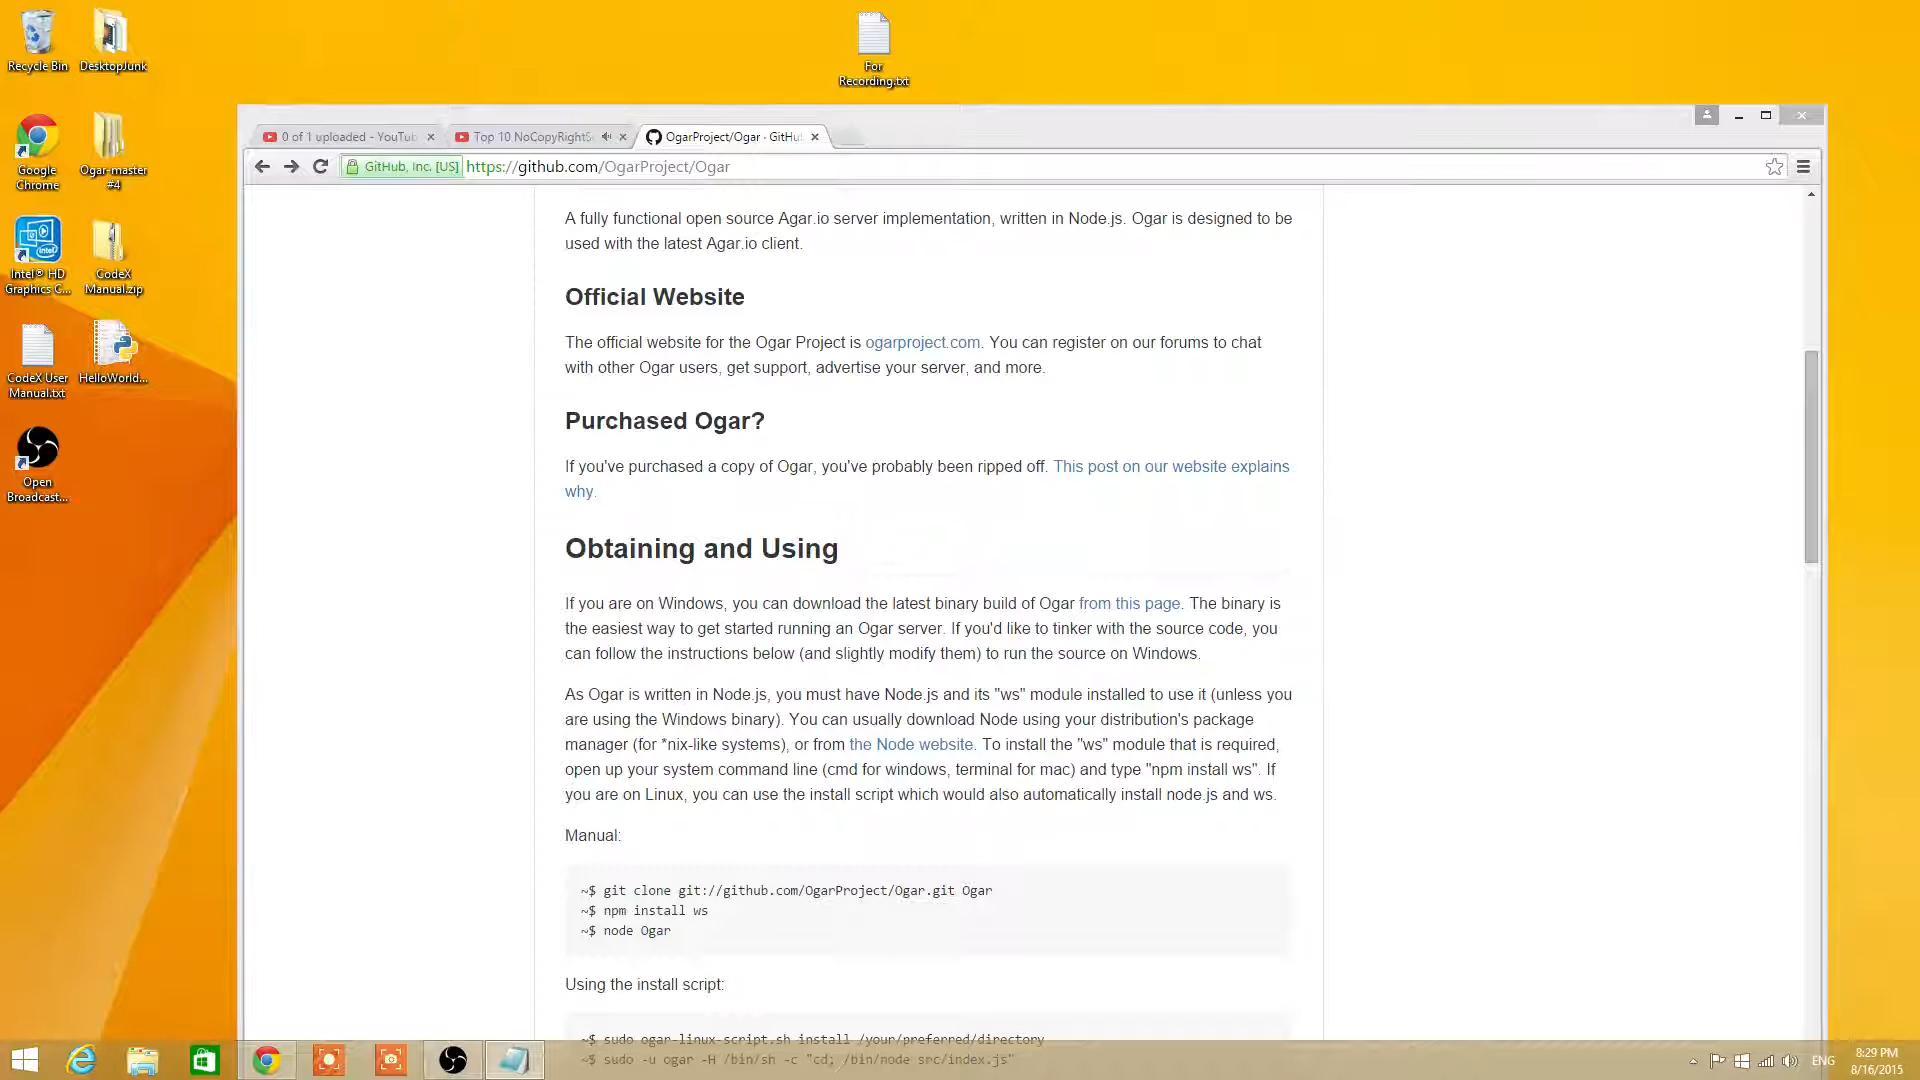 Recycle Bin
DesktopJunk
For
Recording.txt
Google
Chrome
Ogar-master
#4
Intel® HD
Graphics C...
CodeX
Manual.zip
CodeX User
Manual.txt
HelloWorld...
Open
Broadcast...
0 of 1 uploaded - YouTub
Top 10 NoCopyRightS
OgarProject/Ogar · GitHub
GitHub, Inc. [US] https://github.com/OgarProject/Ogar
A fully functional open source Agar.io server implementation, written in Node.js. Ogar is designed to be
used with the latest Agar.io client.
Official Website
The official website for the Ogar Project is ogarproject.com. You can register on our forums to chat
with other Ogar users, get support, advertise your server, and more.
Purchased Ogar?
If you've purchased a copy of Ogar, you've probably been ripped off. This post on our website explains
why.
Obtaining and Using
If you are on Windows, you can download the latest binary build of Ogar from this page. The binary is
the easiest way to get started running an Ogar server. If you'd like to tinker with the source code, you
can follow the instructions below (and slightly modify them) to run the source on Windows.
As Ogar is written in Node.js, you must have Node.js and its "ws" module installed to use it (unless you
are using the Windows binary). You can usually download Node using your distribution's package
manager (for *nix-like systems), or from the Node website. To install the "ws" module that is required,
open up your system command line (cmd for windows, terminal for mac) and type "npm install ws". If
you are on Linux, you can use the install script which would also automatically install node.js and ws.
Manual:
~$ git clone git://github.com/OgarProject/Ogar.git Ogar
~$ npm install ws
~$ node Ogar
Using the install script:
~$ sudo ogar-linux-script.sh install /your/preferred/directory
~$ sudo -u ogar -H /bin/sh -c "cd; /bin/node src/index.js"
ENG
8:29 PM
8/16/2015